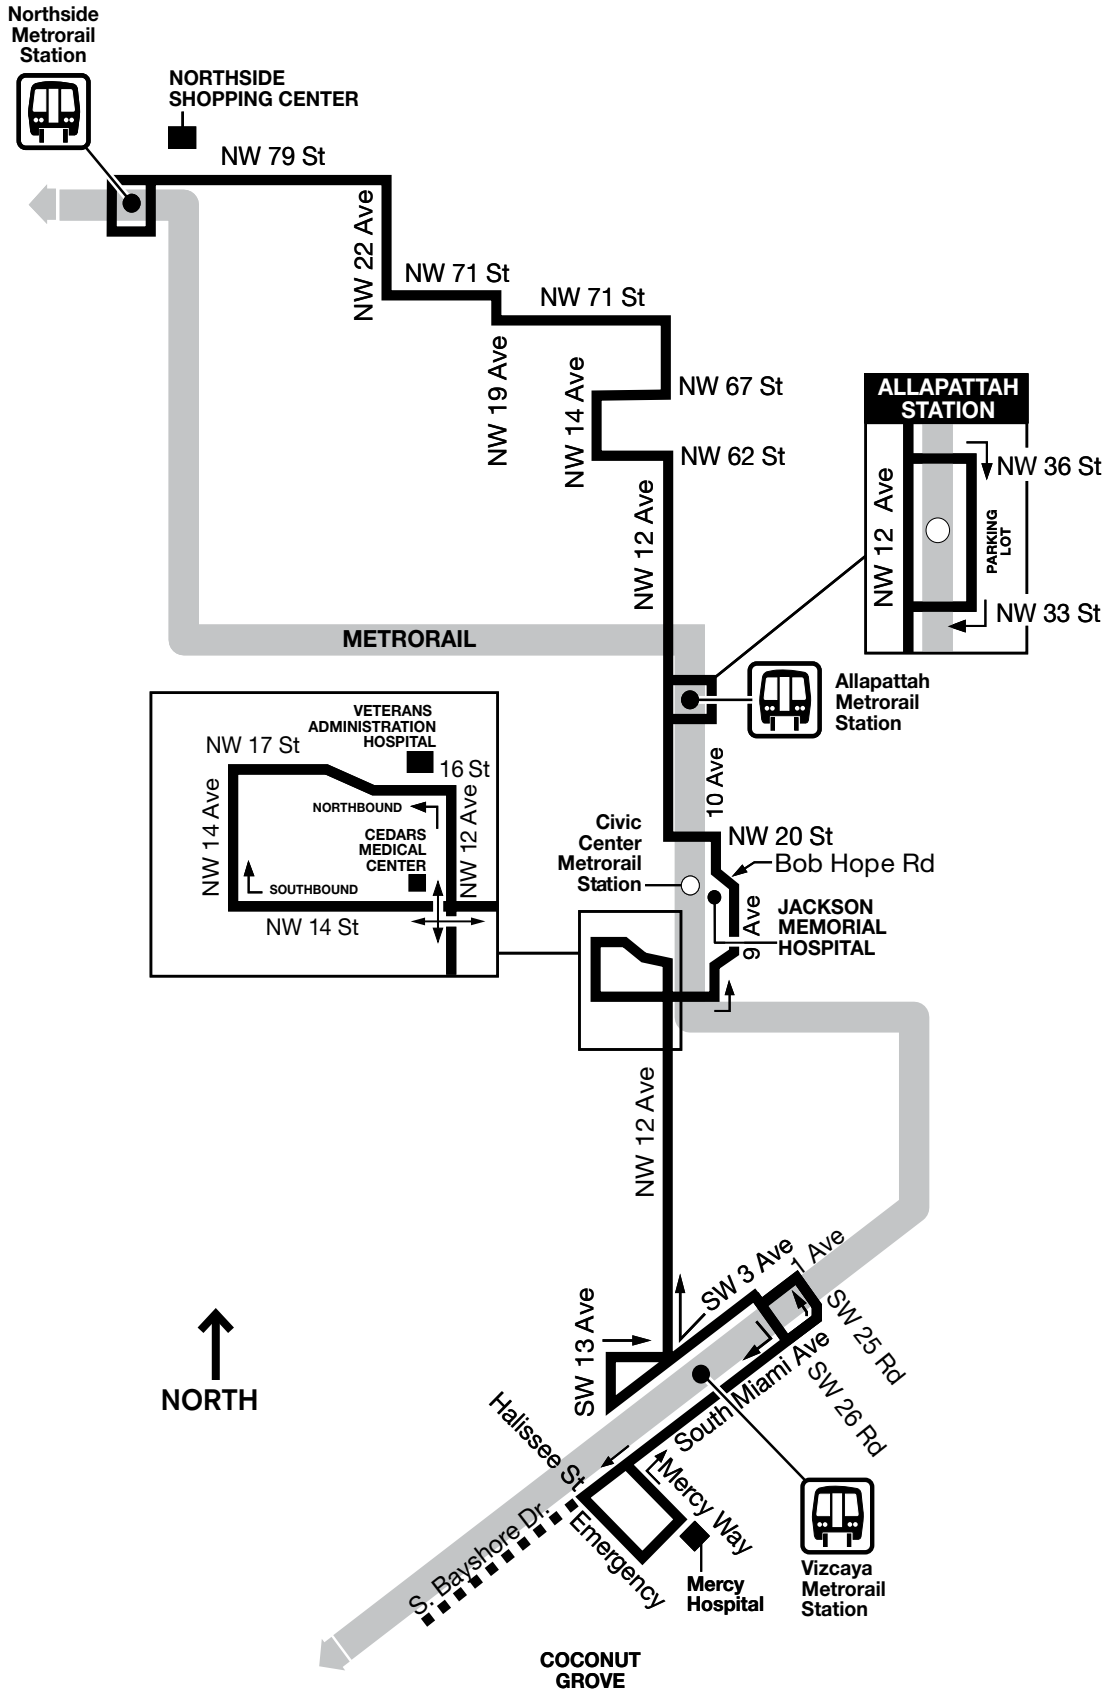 Northside
Metrorail
Station
NORTHSIDE
SHOPPING CENTER
NW 79 St
NW 22 Ave
NW 71 St
NW 71 St
NW 19 Ave
NW 14 Ave
NW 67 St
NW 62 St
NW 12 Ave
ALLAPATTAH
STATION
NW 12 Ave
NW 36 St
PARKING
LOT
NW 33 St
METRORAIL
Allapattah
Metrorail
Station
VETERANS
ADMINISTRATION
HOSPITAL
NW 17 St
16 St
NORTHBOUND
NW 14 Ave
CEDARS
MEDICAL
CENTER
NW 12 Ave
SOUTHBOUND
NW 14 St
10 Ave
Civic
Center
Metrorail
Station
NW 20 St
Bob Hope Rd
9 Ave
JACKSON
MEMORIAL
HOSPITAL
NW 12 Ave
SW 3 Ave
1 Ave
SW 13 Ave
SW 25 Rd
SW 26 Rd
South Miami Ave
NORTH
Halissee St
Mercy Way
Emergency
S. Bayshore Dr.
Mercy
Hospital
Vizcaya
Metrorail
Station
COCONUT
GROVE